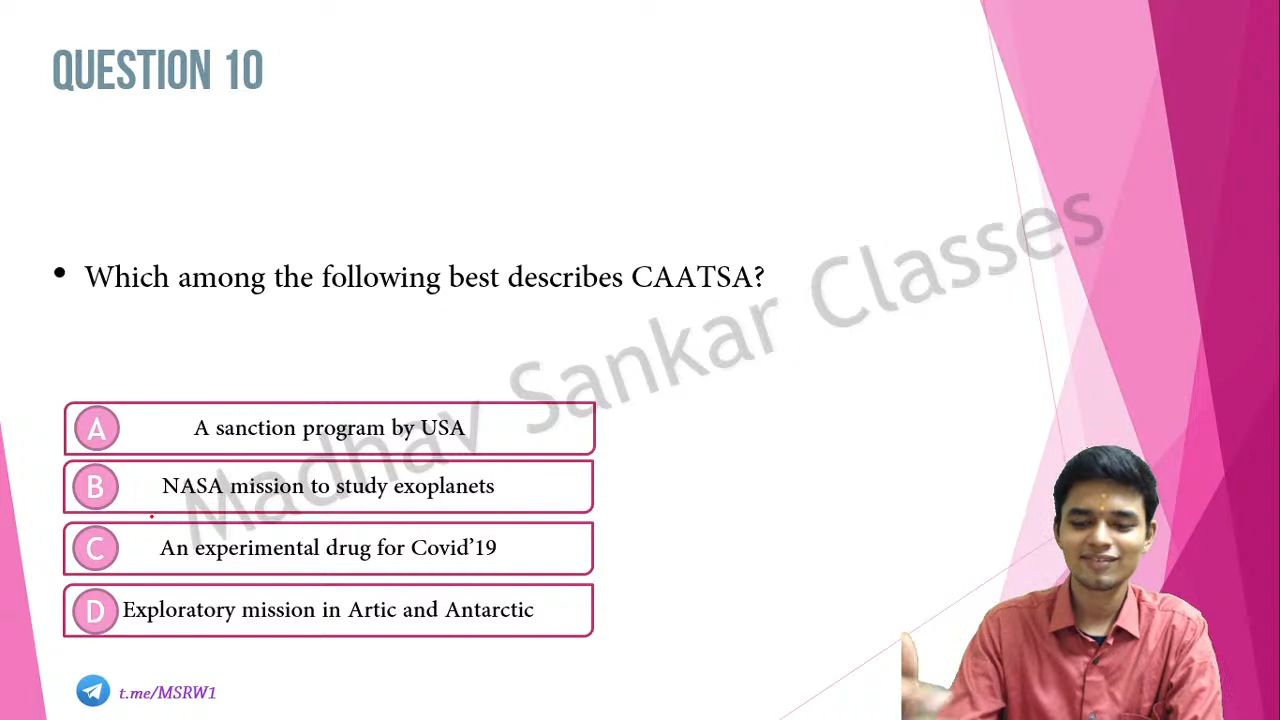 QUESTION 10
• Which among the following best describes CAATSA?
Madhav Sankar Classes
A A sanction program by USA
B NASA mission to study exoplanets
C An experimental drug for Covid’19
D Exploratory mission in Artic and Antarctic
t.me/MSRW1